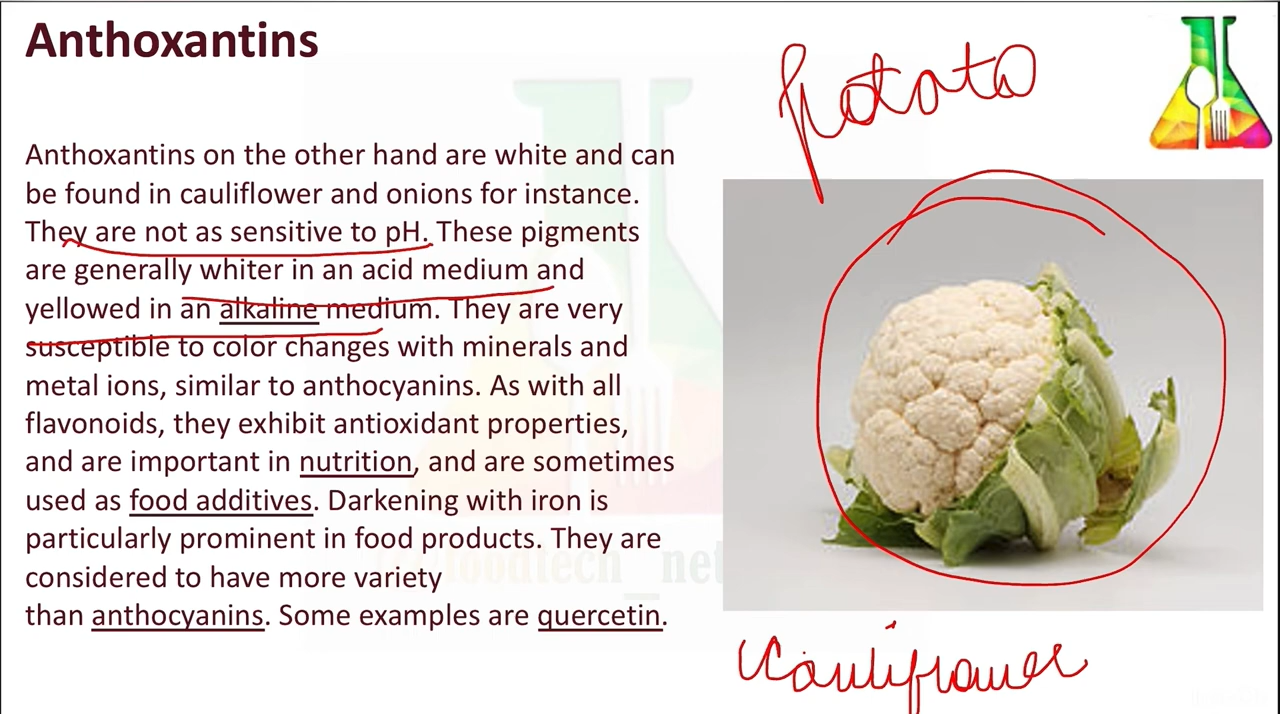 Anthoxantins
potato
Anthoxantins on the other hand are white and can
be found in cauliflower and onions for instance.
They are not as sensitive to pH. These pigments
are generally whiter in an acid medium and
yellowed in an alkaline medium. They are very
susceptible to color changes with minerals and
metal ions, similar to anthocyanins. As with all
flavonoids, they exhibit antioxidant properties,
and are important in nutrition, and are sometimes
used as food additives. Darkening with iron is
particularly prominent in food products. They are
considered to have more variety
than anthocyanins. Some examples are quercetin.
Cauliflower